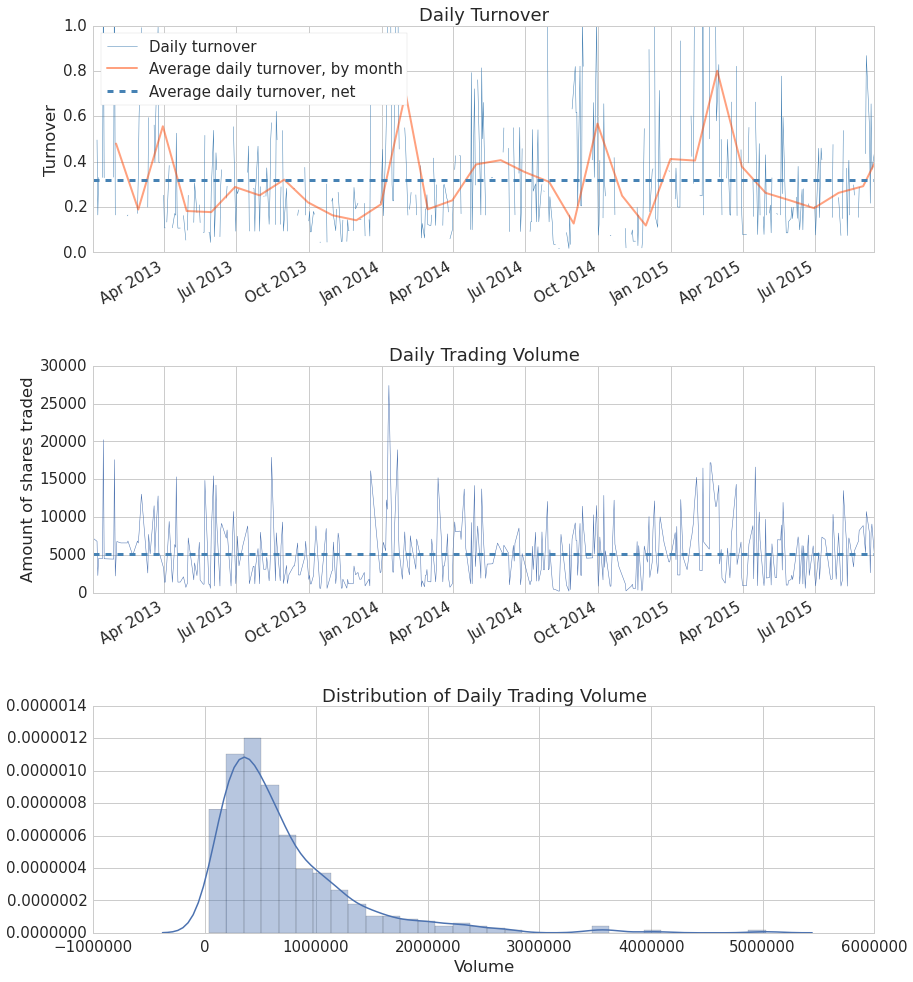 Daily Turnover
1.0
0.8
0.6
0.4
0.2
0.0
Turnover
Daily turnover
Average daily turnover, by month
Average daily turnover, net
Apr 2013
Jul 2013
Oct 2013
Jan 2014
Apr 2014
Jul 2014
Oct 2014
Jan 2015
Apr 2015
Jul 2015
Daily Trading Volume
30000
25000
20000
15000
10000
5000
0
Amount of shares traded
Apr 2013
Jul 2013
Oct 2013
Jan 2014
Apr 2014
Jul 2014
Oct 2014
Jan 2015
Apr 2015
Jul 2015
Distribution of Daily Trading Volume
0.0000014
0.0000012
0.0000010
0.0000008
0.0000006
0.0000004
0.0000002
0.0000000
−1000000 0 1000000 2000000 3000000 4000000 5000000 6000000
Volume